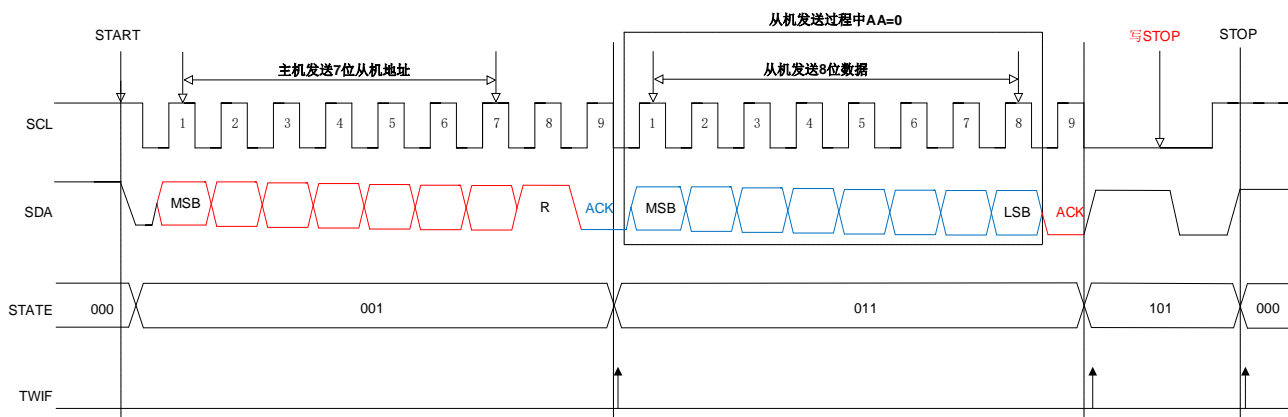 从机发送过程中AA=0
START
写STOP
STOP
主机发送7位从机地址
从机发送8位数据
SCL
1 2 3 4 5 6 7 8 9 1 2 3 4 5 6 7 8 9
SDA
MSB R ACK MSB LSB ACK
STATE
000 001 011 101 000
TWIF